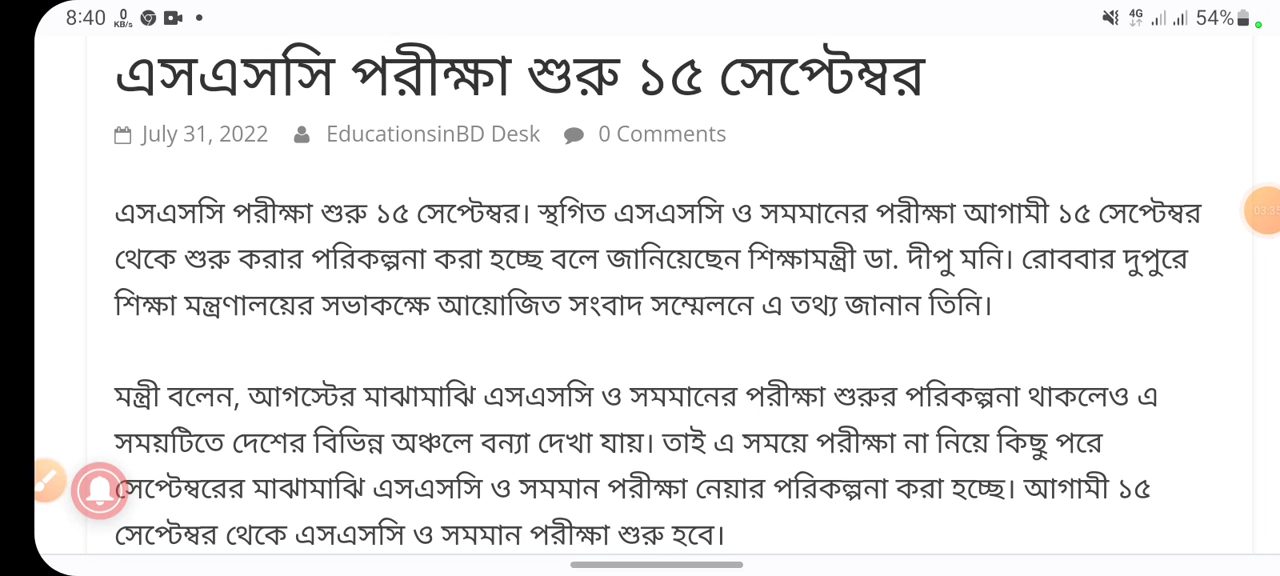 8:40 0 KB/s 4G 54%
এসএসসি পরীক্ষা শুরু ১৫ সেপ্টেম্বর
July 31, 2022 EducationsinBD Desk 0 Comments
এসএসসি পরীক্ষা শুরু ১৫ সেপ্টেম্বর। স্থগিত এসএসসি ও সমমানের পরীক্ষা আগামী ১৫ সেপ্টেম্বর
থেকে শুরু করার পরিকল্পনা করা হচ্ছে বলে জানিয়েছেন শিক্ষামন্ত্রী ডা. দীপু মনি। রোববার দুপুরে
শিক্ষা মন্ত্রণালয়ের সভাকক্ষে আয়োজিত সংবাদ সম্মেলনে এ তথ্য জানান তিনি।
মন্ত্রী বলেন, আগস্টের মাঝামাঝি এসএসসি ও সমমানের পরীক্ষা শুরুর পরিকল্পনা থাকলেও এ
সময়টিতে দেশের বিভিন্ন অঞ্চলে বন্যা দেখা যায়। তাই এ সময়ে পরীক্ষা না নিয়ে কিছু পরে
সেপ্টেম্বরের মাঝামাঝি এসএসসি ও সমমান পরীক্ষা নেয়ার পরিকল্পনা করা হচ্ছে। আগামী ১৫
সেপ্টেম্বর থেকে এসএসসি ও সমমান পরীক্ষা শুরু হবে।